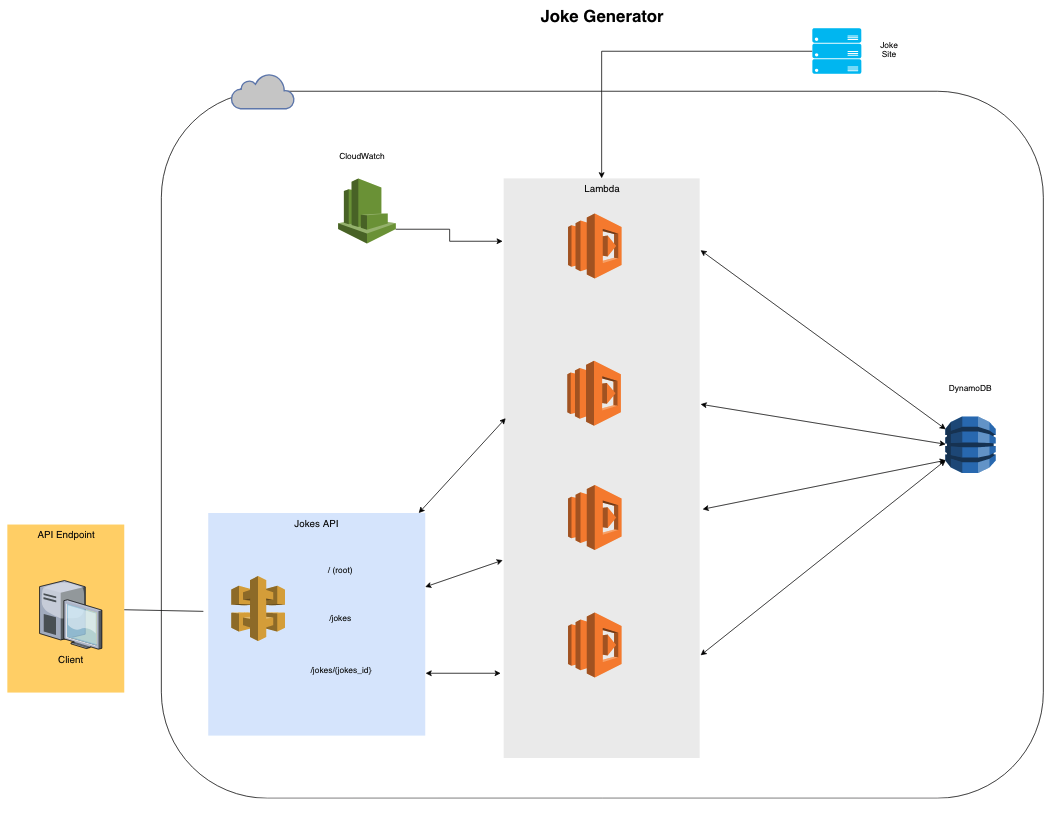 Joke Generator
Joke
Site
CloudWatch
Lambda
DynamoDB
Jokes API
API Endpoint
/ (root)
/jokes
Client
/jokes/{jokes_id}